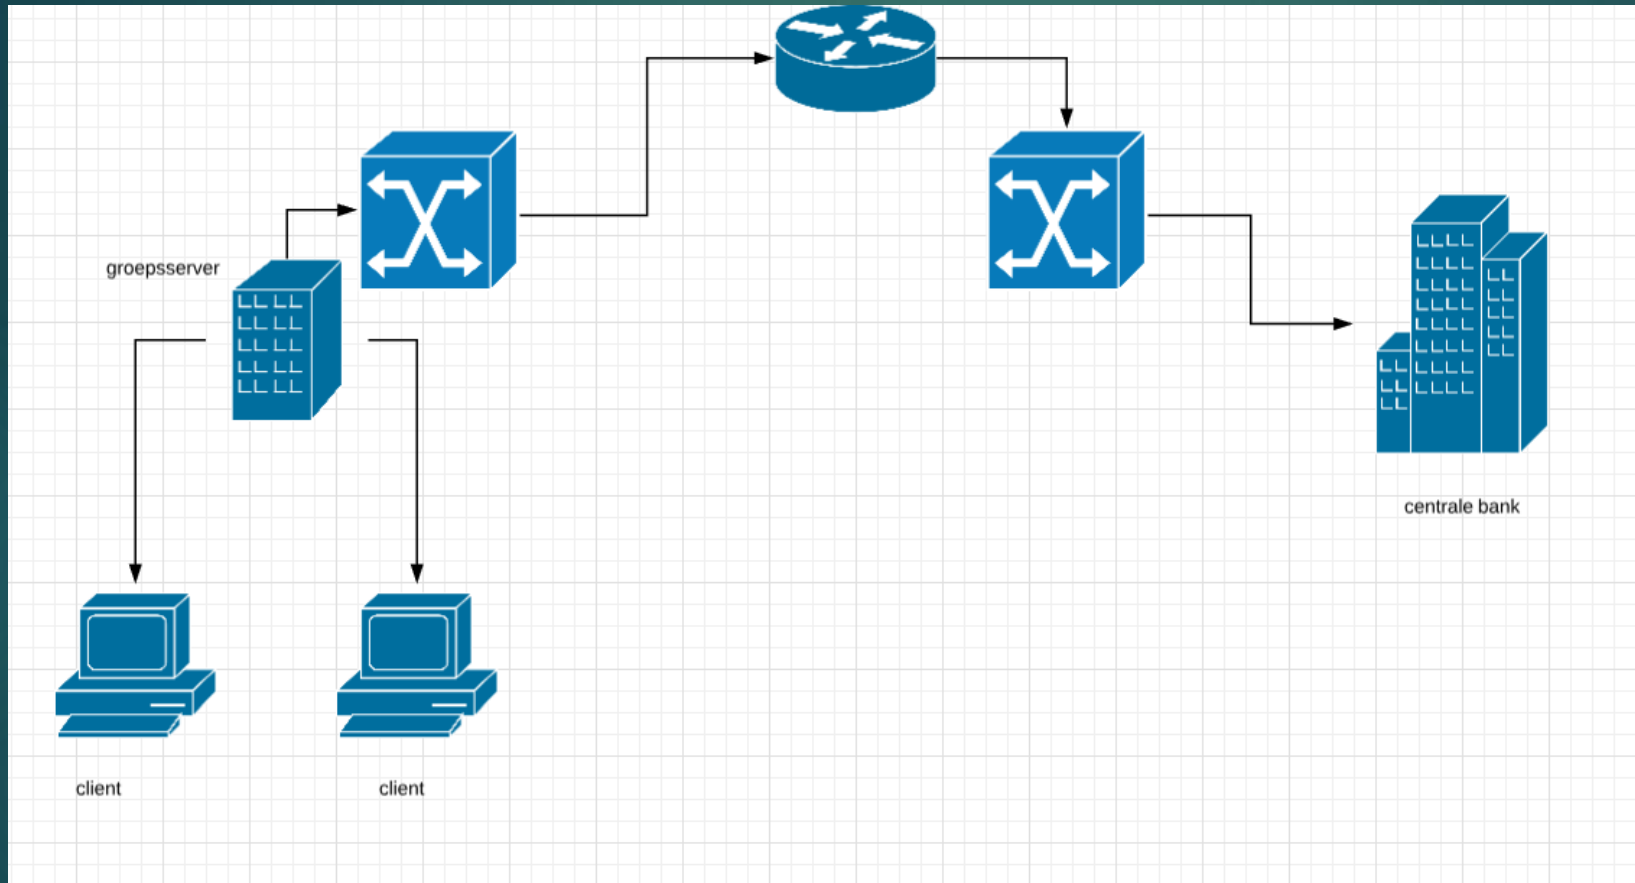 groepsserver
centrale bank
client
client